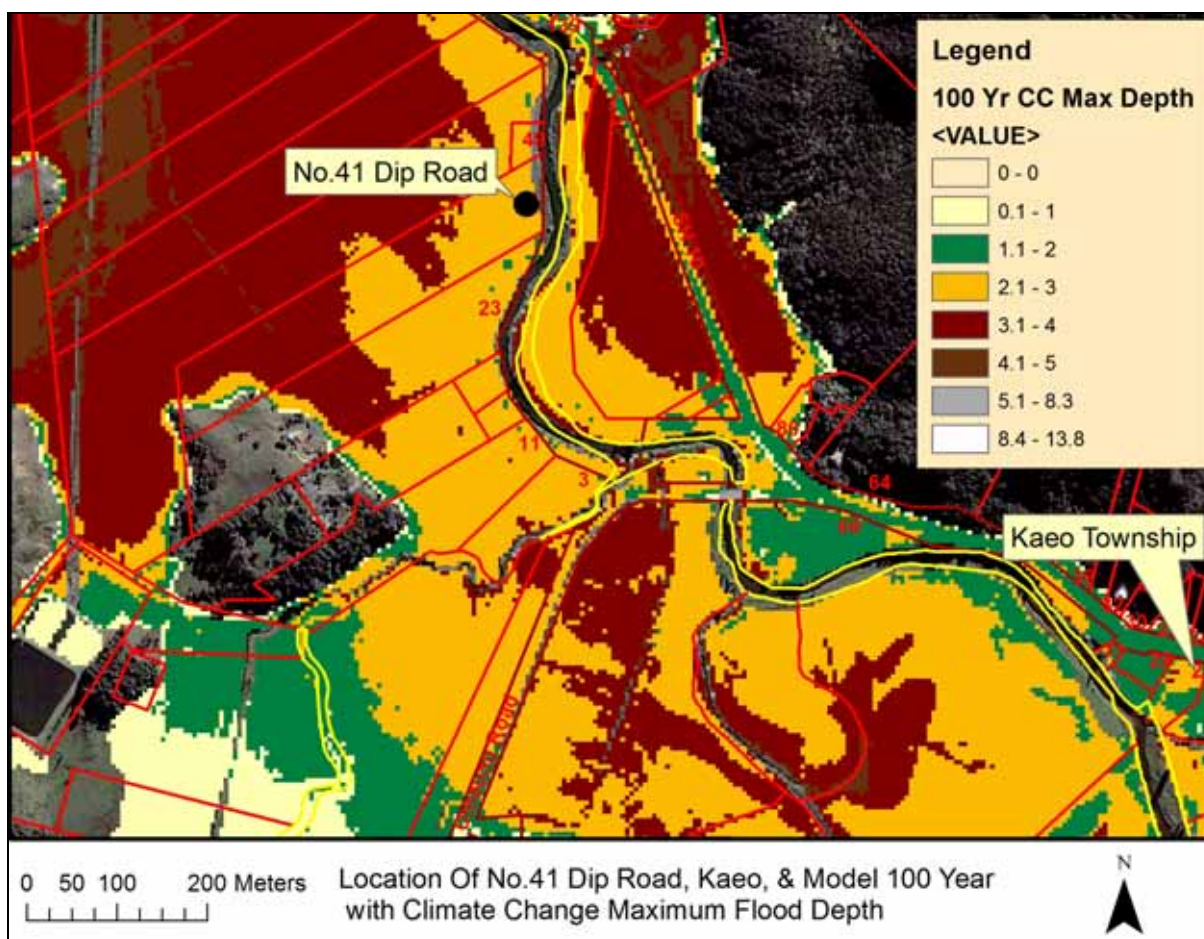 Legend
100 Yr CC Max Depth
<VALUE>
0 - 0
0.1 - 1
1.1 - 2
2.1 - 3
3.1 - 4
4.1 - 5
5.1 - 8.3
8.4 - 13.8
No.41 Dip Road
23
11
3
64
Kaeo Township
0 50 100 200 Meters
Location Of No.41 Dip Road, Kaeo, & Model 100 Year
with Climate Change Maximum Flood Depth
N